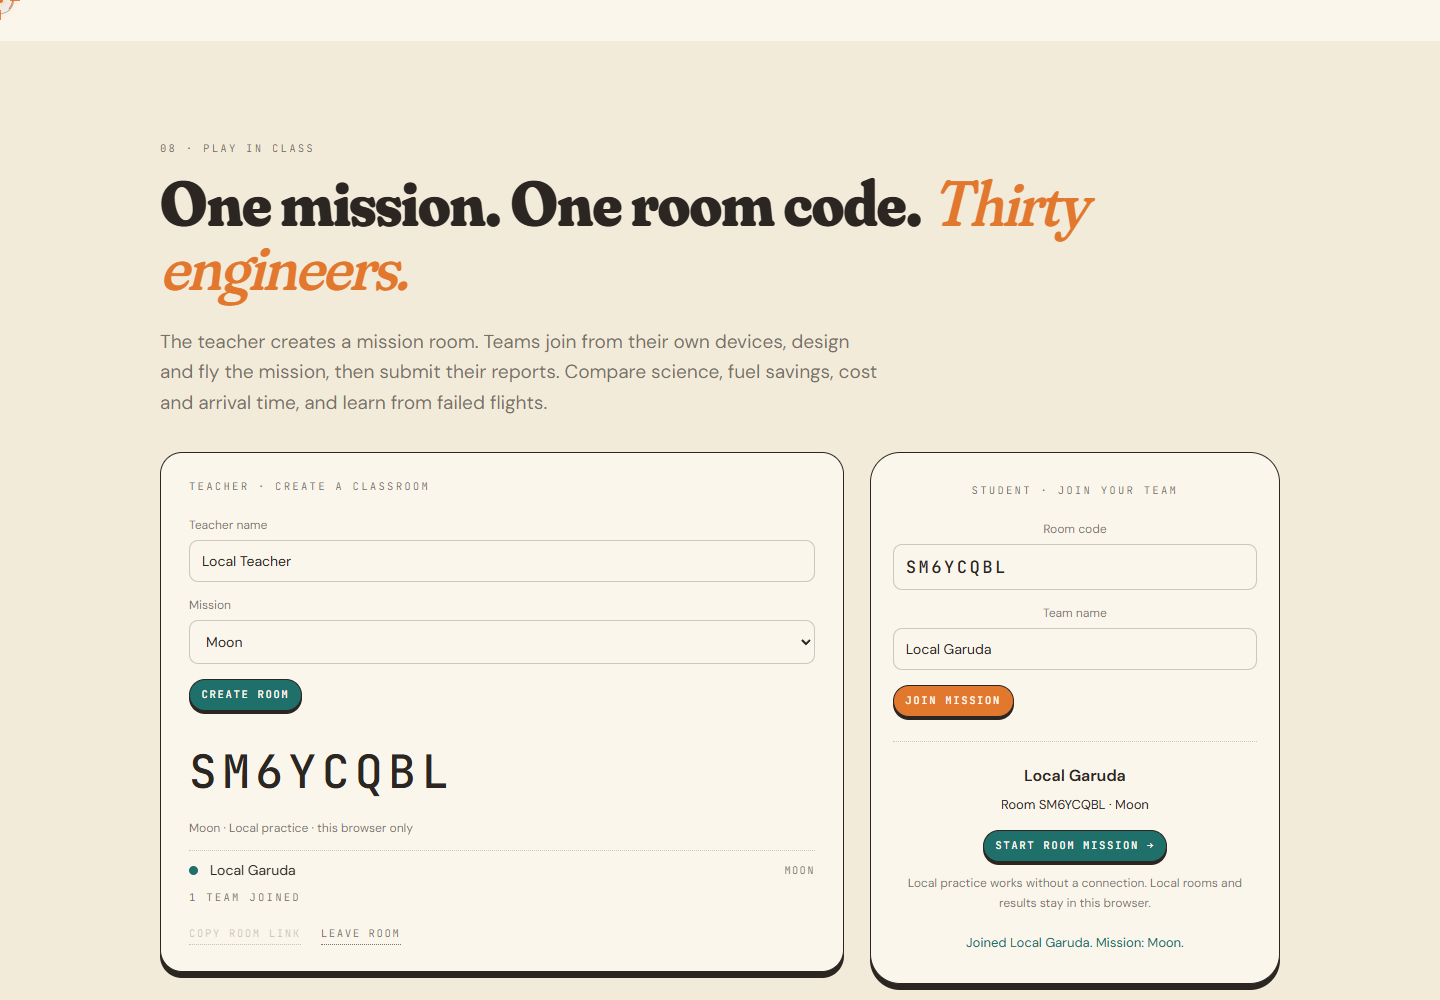 08 · PLAY IN CLASS
One mission. One room code. Thirty
engineers.
The teacher creates a mission room. Teams join from their own devices, design
and fly the mission, then submit their reports. Compare science, fuel savings, cost
and arrival time, and learn from failed flights.
TEACHER · CREATE A CLASSROOM
Teacher name
Local Teacher
Mission
Moon
CREATE ROOM
SM6YCQBL
Moon · Local practice · this browser only
Local Garuda
MOON
1 TEAM JOINED
COPY ROOM LINK
LEAVE ROOM
STUDENT · JOIN YOUR TEAM
Room code
SM6YCQBL
Team name
Local Garuda
JOIN MISSION
Local Garuda
Room SM6YCQBL · Moon
START ROOM MISSION →
Local practice works without a connection. Local rooms and
results stay in this browser.
Joined Local Garuda. Mission: Moon.